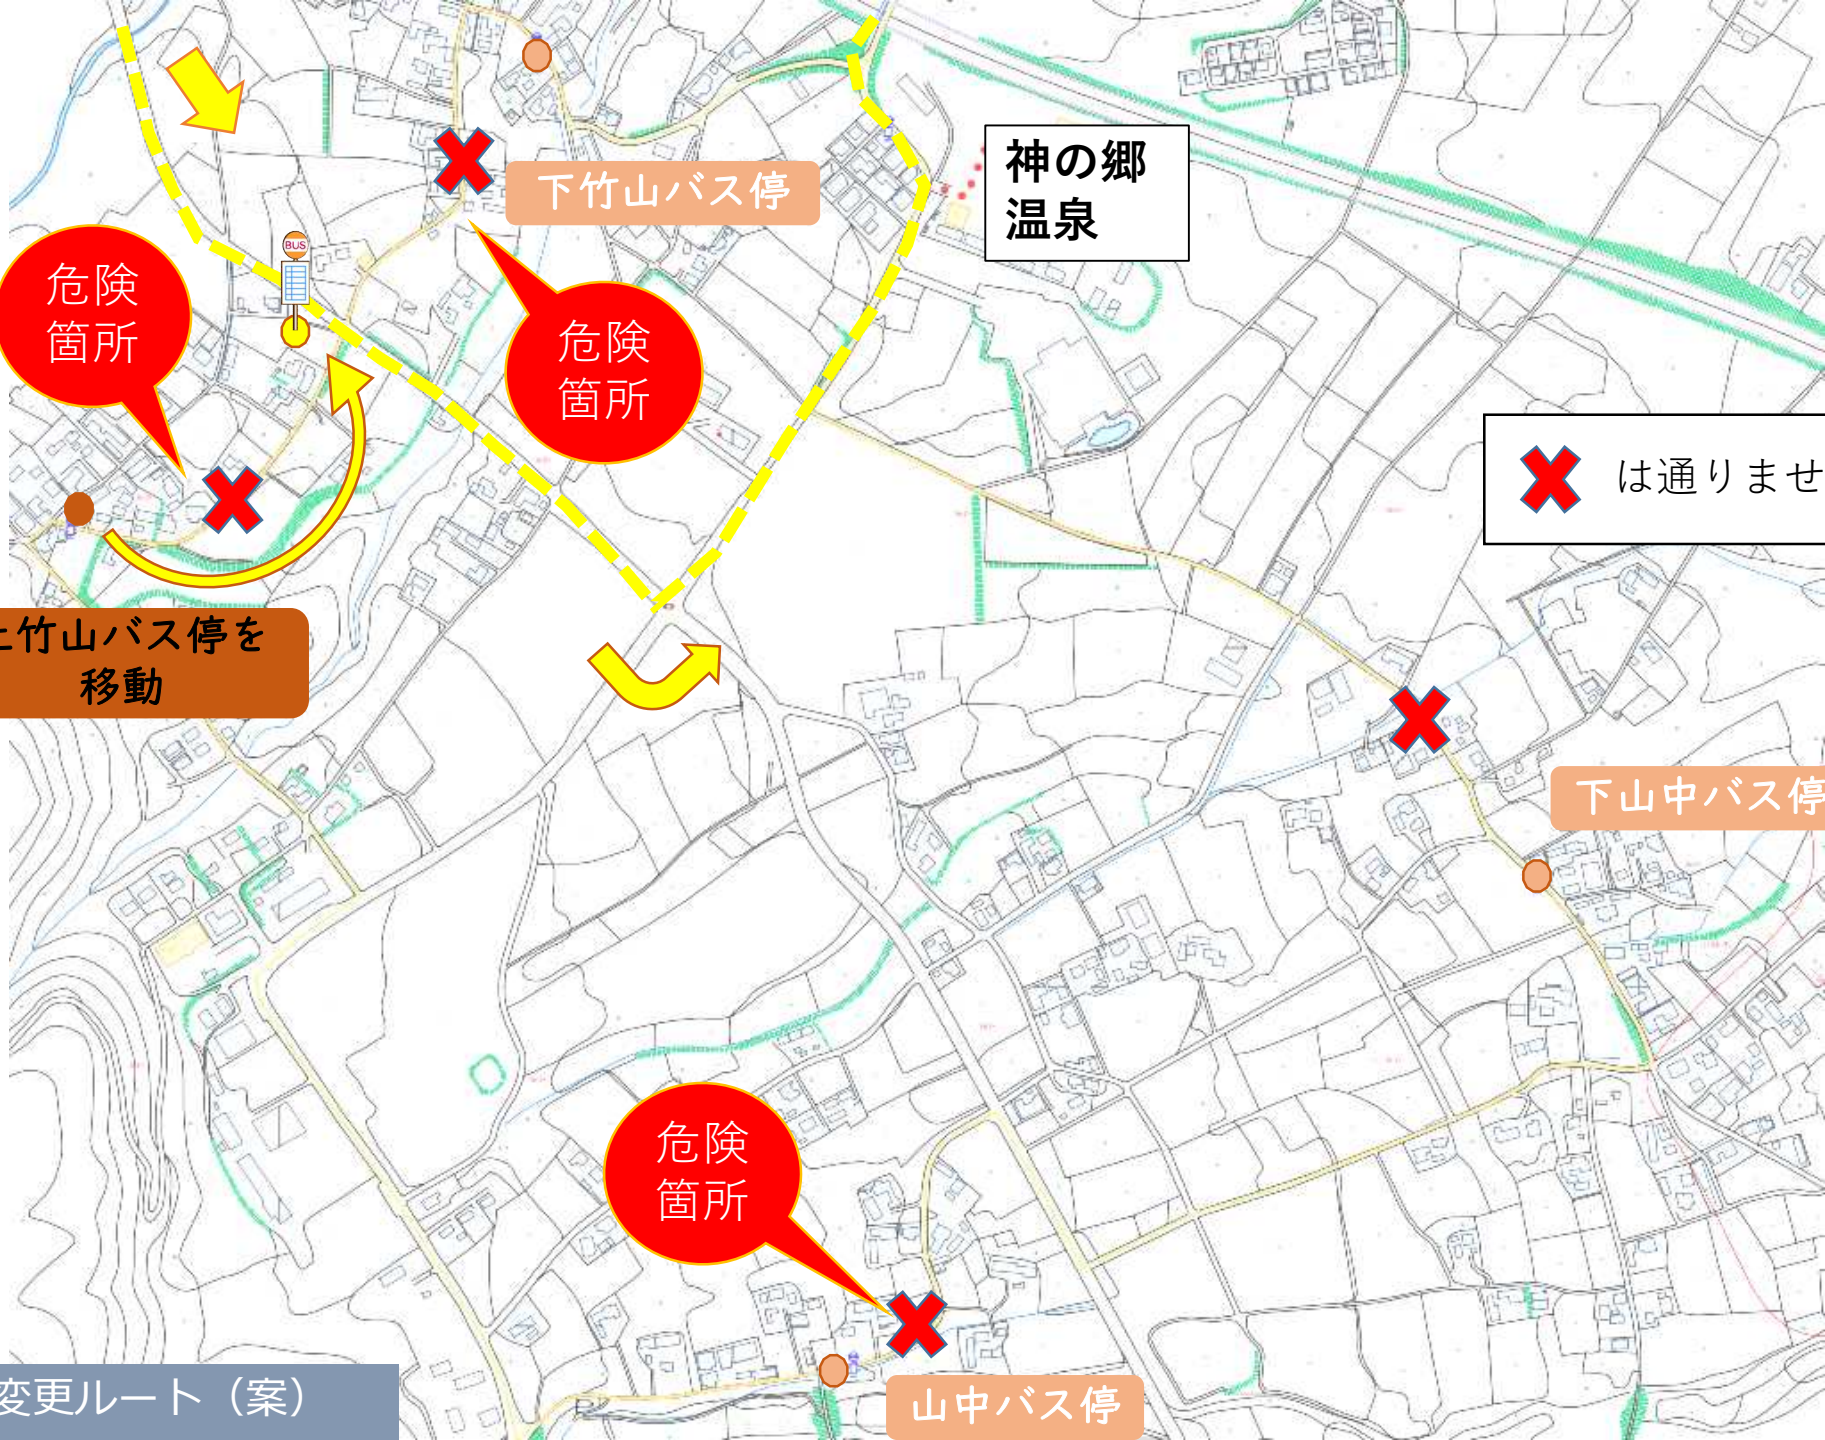 神の郷
温泉
下竹山バス停
BUS
危険
箇所
危険
箇所
は通りませ
竹山バス停を
移動
下山中バス停
危険
箇所
山中バス停
変更ルート（案）